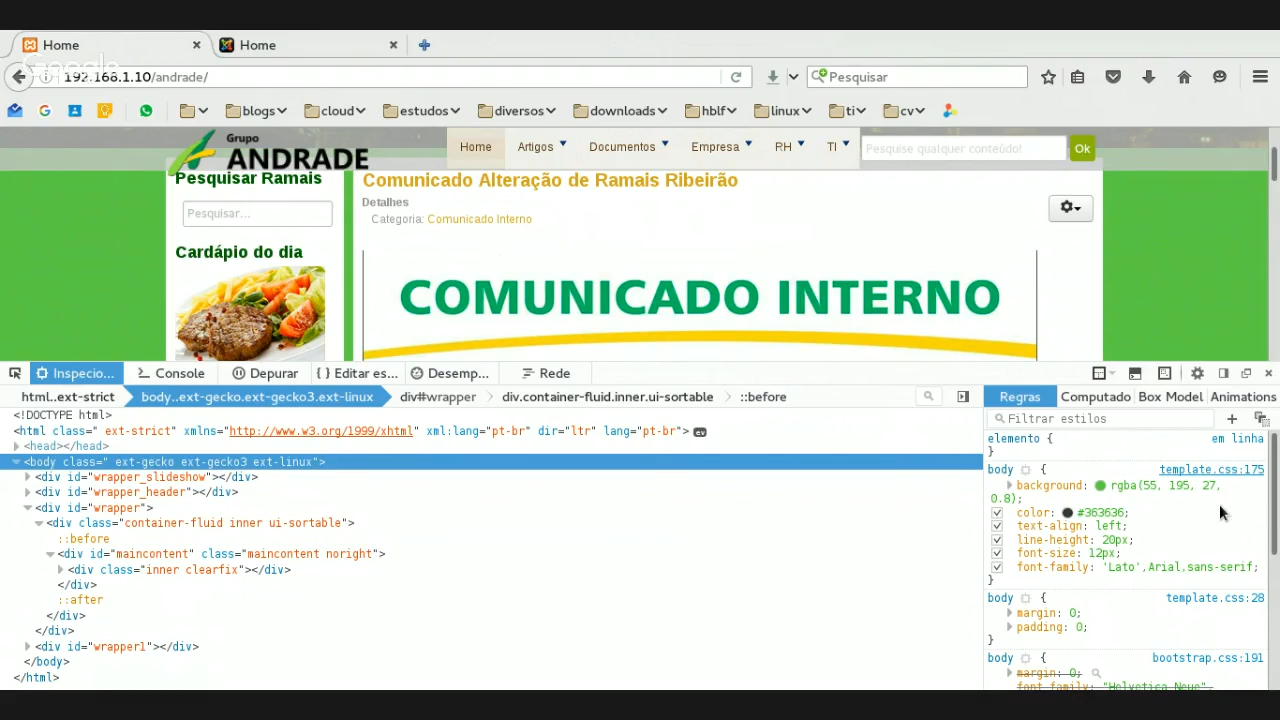 Home
Home
Google
192.168.1.10/andrade/
Pesquisar
blogs
cloud
estudos
diversos
downloads
hblf
linux
ti
cv
Grupo
ANDRADE
Home
Artigos
Documentos
Empresa
RH
TI
Pesquise qualquer conteúdo!
Ok
Pesquisar Ramais
Pesquisar...
Cardápio do dia
Comunicado Alteração de Ramais Ribeirão
Detalhes
Categoria: Comunicado Interno
COMUNICADO INTERNO
Inspecio...
Console
Depurar
{ } Editar es...
Desemp...
Rede
html..ext-strict
body..ext-gecko.ext-gecko3.ext-linux
div#wrapper
div.container-fluid.inner.ui-sortable
::before
<!DOCTYPE html>
<html class=" ext-strict" xmlns="http://www.w3.org/1999/xhtml" xml:lang="pt-br" dir="ltr" lang="pt-br"> ev
<head></head>
<body class=" ext-gecko ext-gecko3 ext-linux">
<div id="wrapper_slideshow"></div>
<div id="wrapper_header"></div>
<div id="wrapper">
<div class="container-fluid inner ui-sortable">
::before
<div id="maincontent" class="maincontent noright">
<div class="inner clearfix"></div>
</div>
::after
</div>
</div>
<div id="wrapper1"></div>
</body>
</html>
Regras
Computado
Box Model
Animations
Filtrar estilos
elemento {
em linha
}
body {
template.css:175
background: rgba(55, 195, 27,
0.8);
color: #363636;
text-align: left;
line-height: 20px;
font-size: 12px;
font-family: 'Lato',Arial,sans-serif;
}
body {
template.css:28
margin: 0;
padding: 0;
}
body {
bootstrap.css:191
margin: 0;
font-family: "Helvetica Neue",